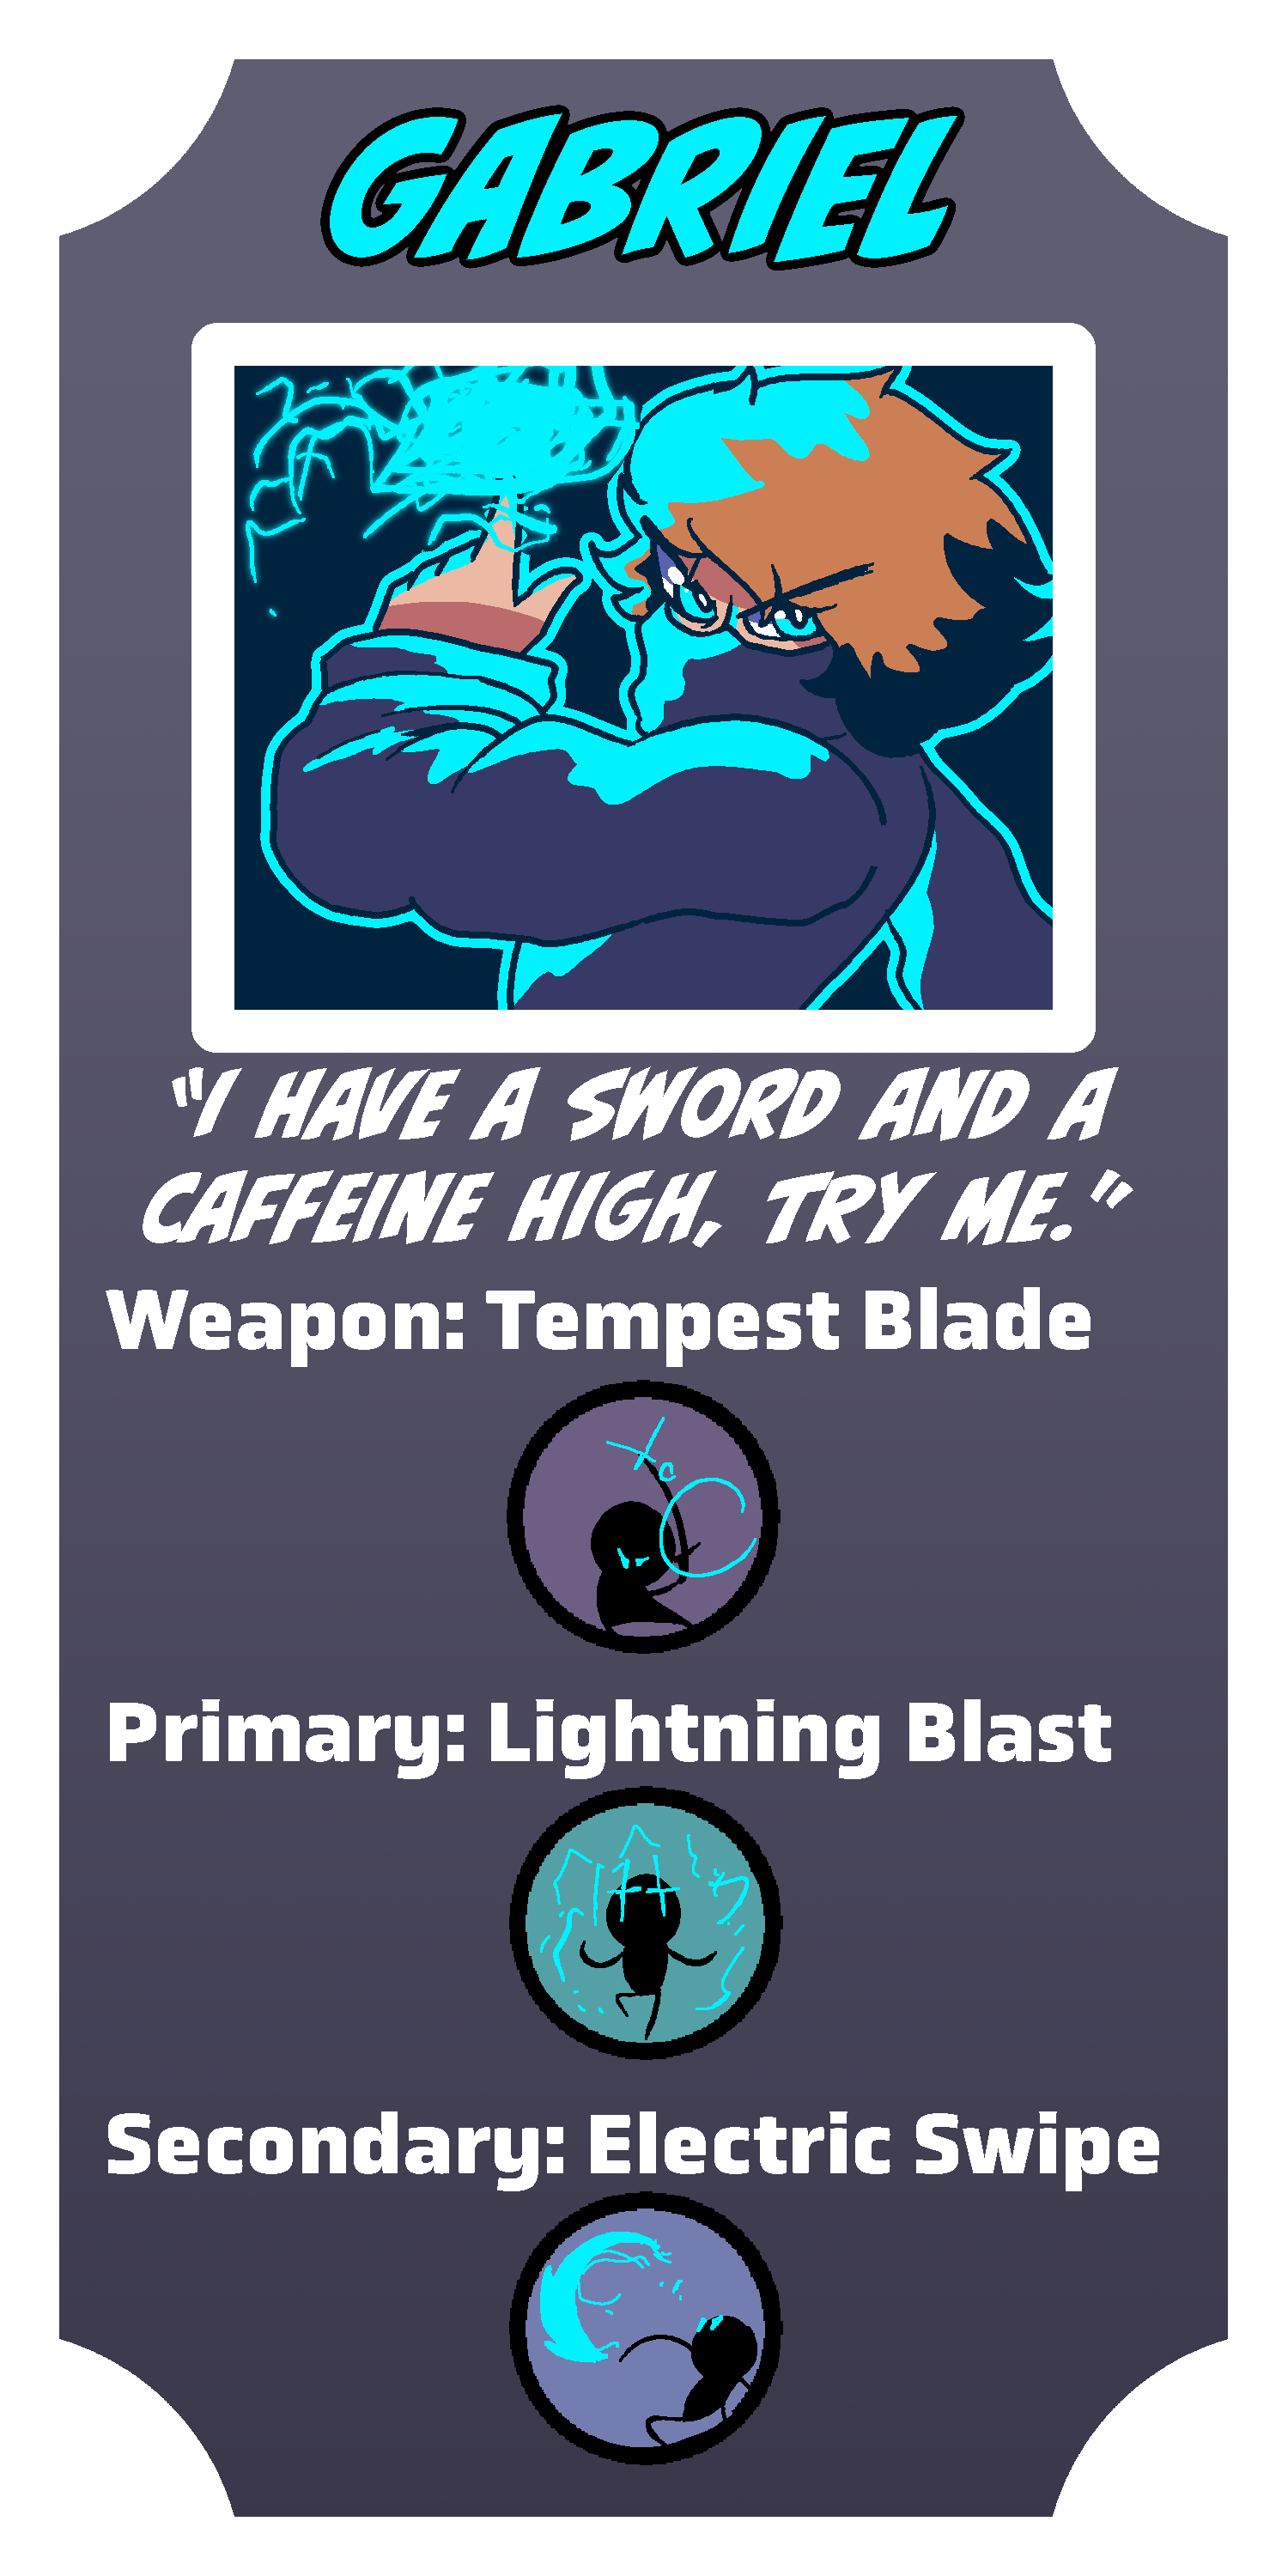 GABRIEL
"I HAVE A SWORD AND A
CAFFEINE HIGH, TRY ME."
Weapon: Tempest Blade
Primary: Lightning Blast
Secondary: Electric Swipe